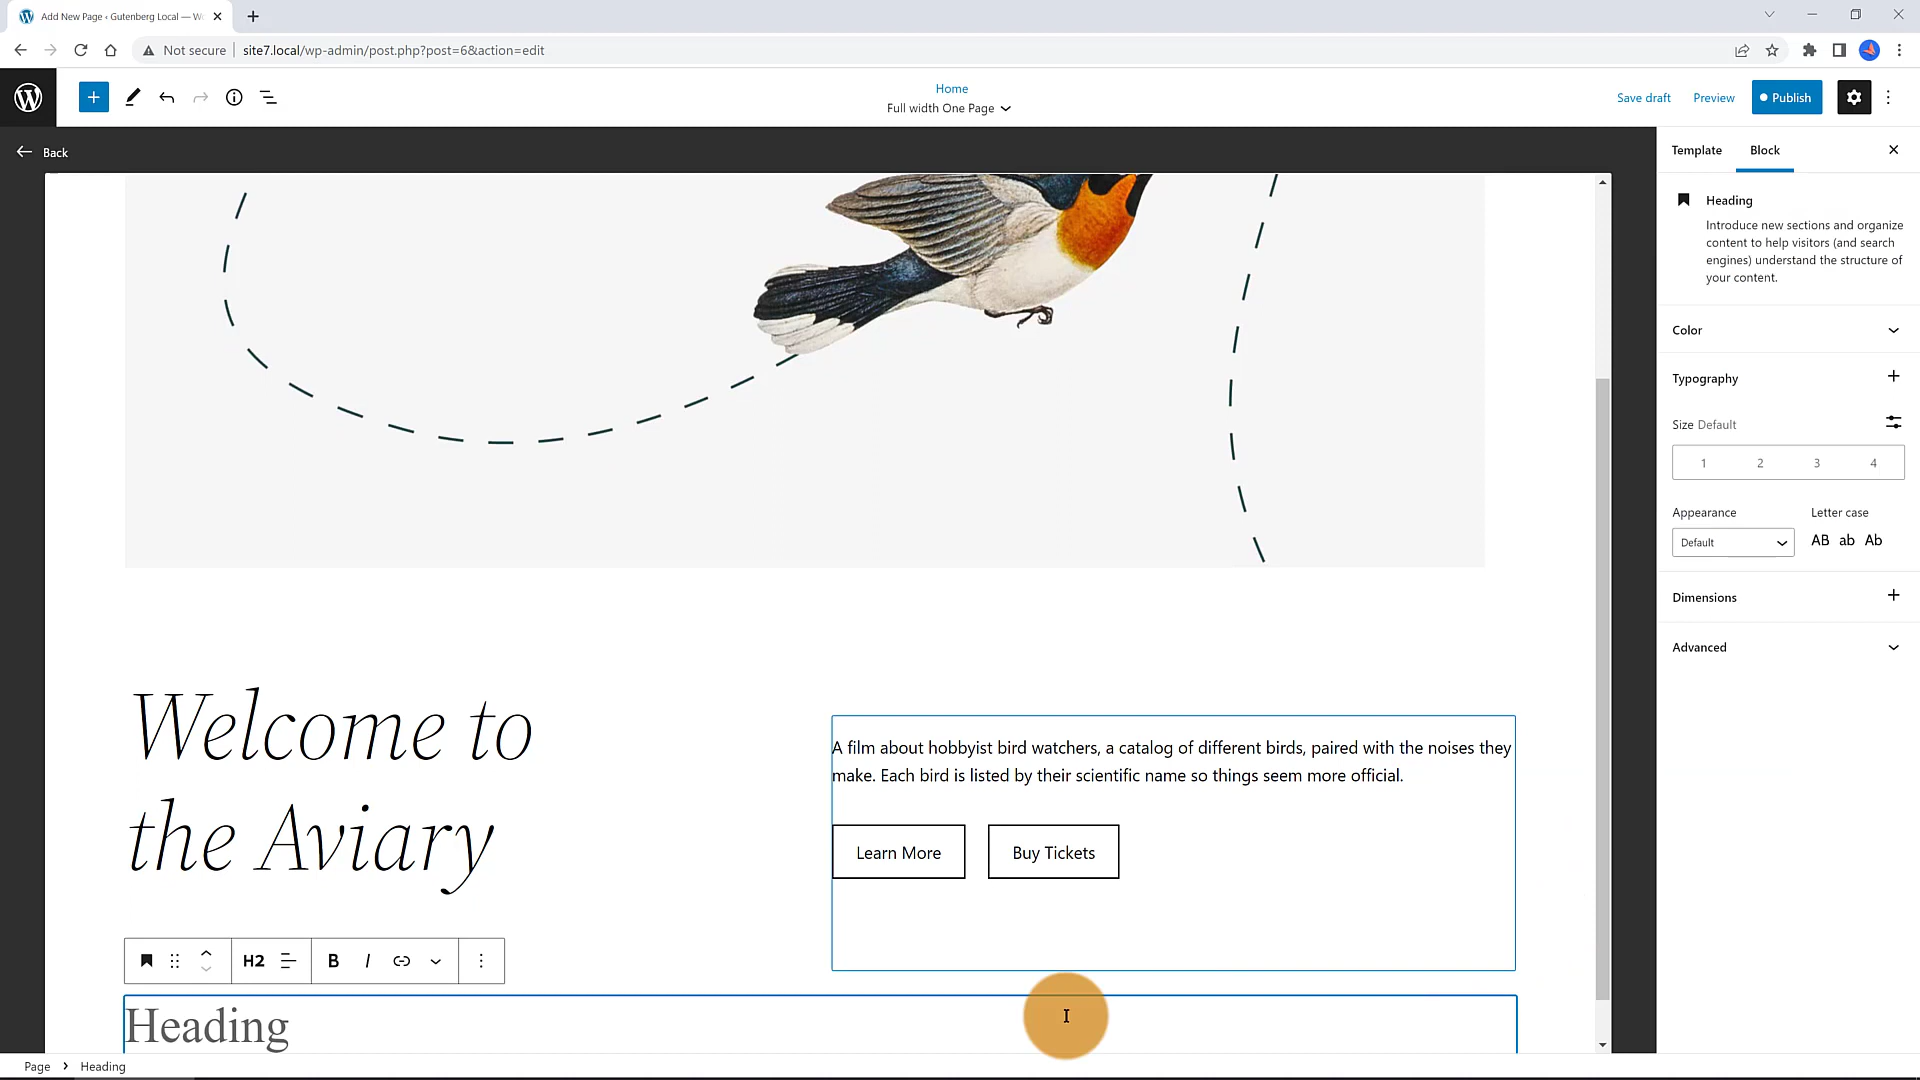 Add New Page ‹ Gutenberg Local — W
Not secure
site7.local/wp-admin/post.php?post=6&action=edit
Home
Full width One Page
Save draft
Preview
Publish
Back
Template
Block
Heading
Introduce new sections and organize
content to help visitors (and search
engines) understand the structure of
your content.
Color
Typography
Size Default
1 2 3 4
Appearance
Letter case
Default
AB ab Ab
Dimensions
Advanced
Welcome to
the Aviary
A film about hobbyist bird watchers, a catalog of different birds, paired with the noises they
make. Each bird is listed by their scientific name so things seem more official.
Learn More
Buy Tickets
H2
B
I
Heading
Page
Heading